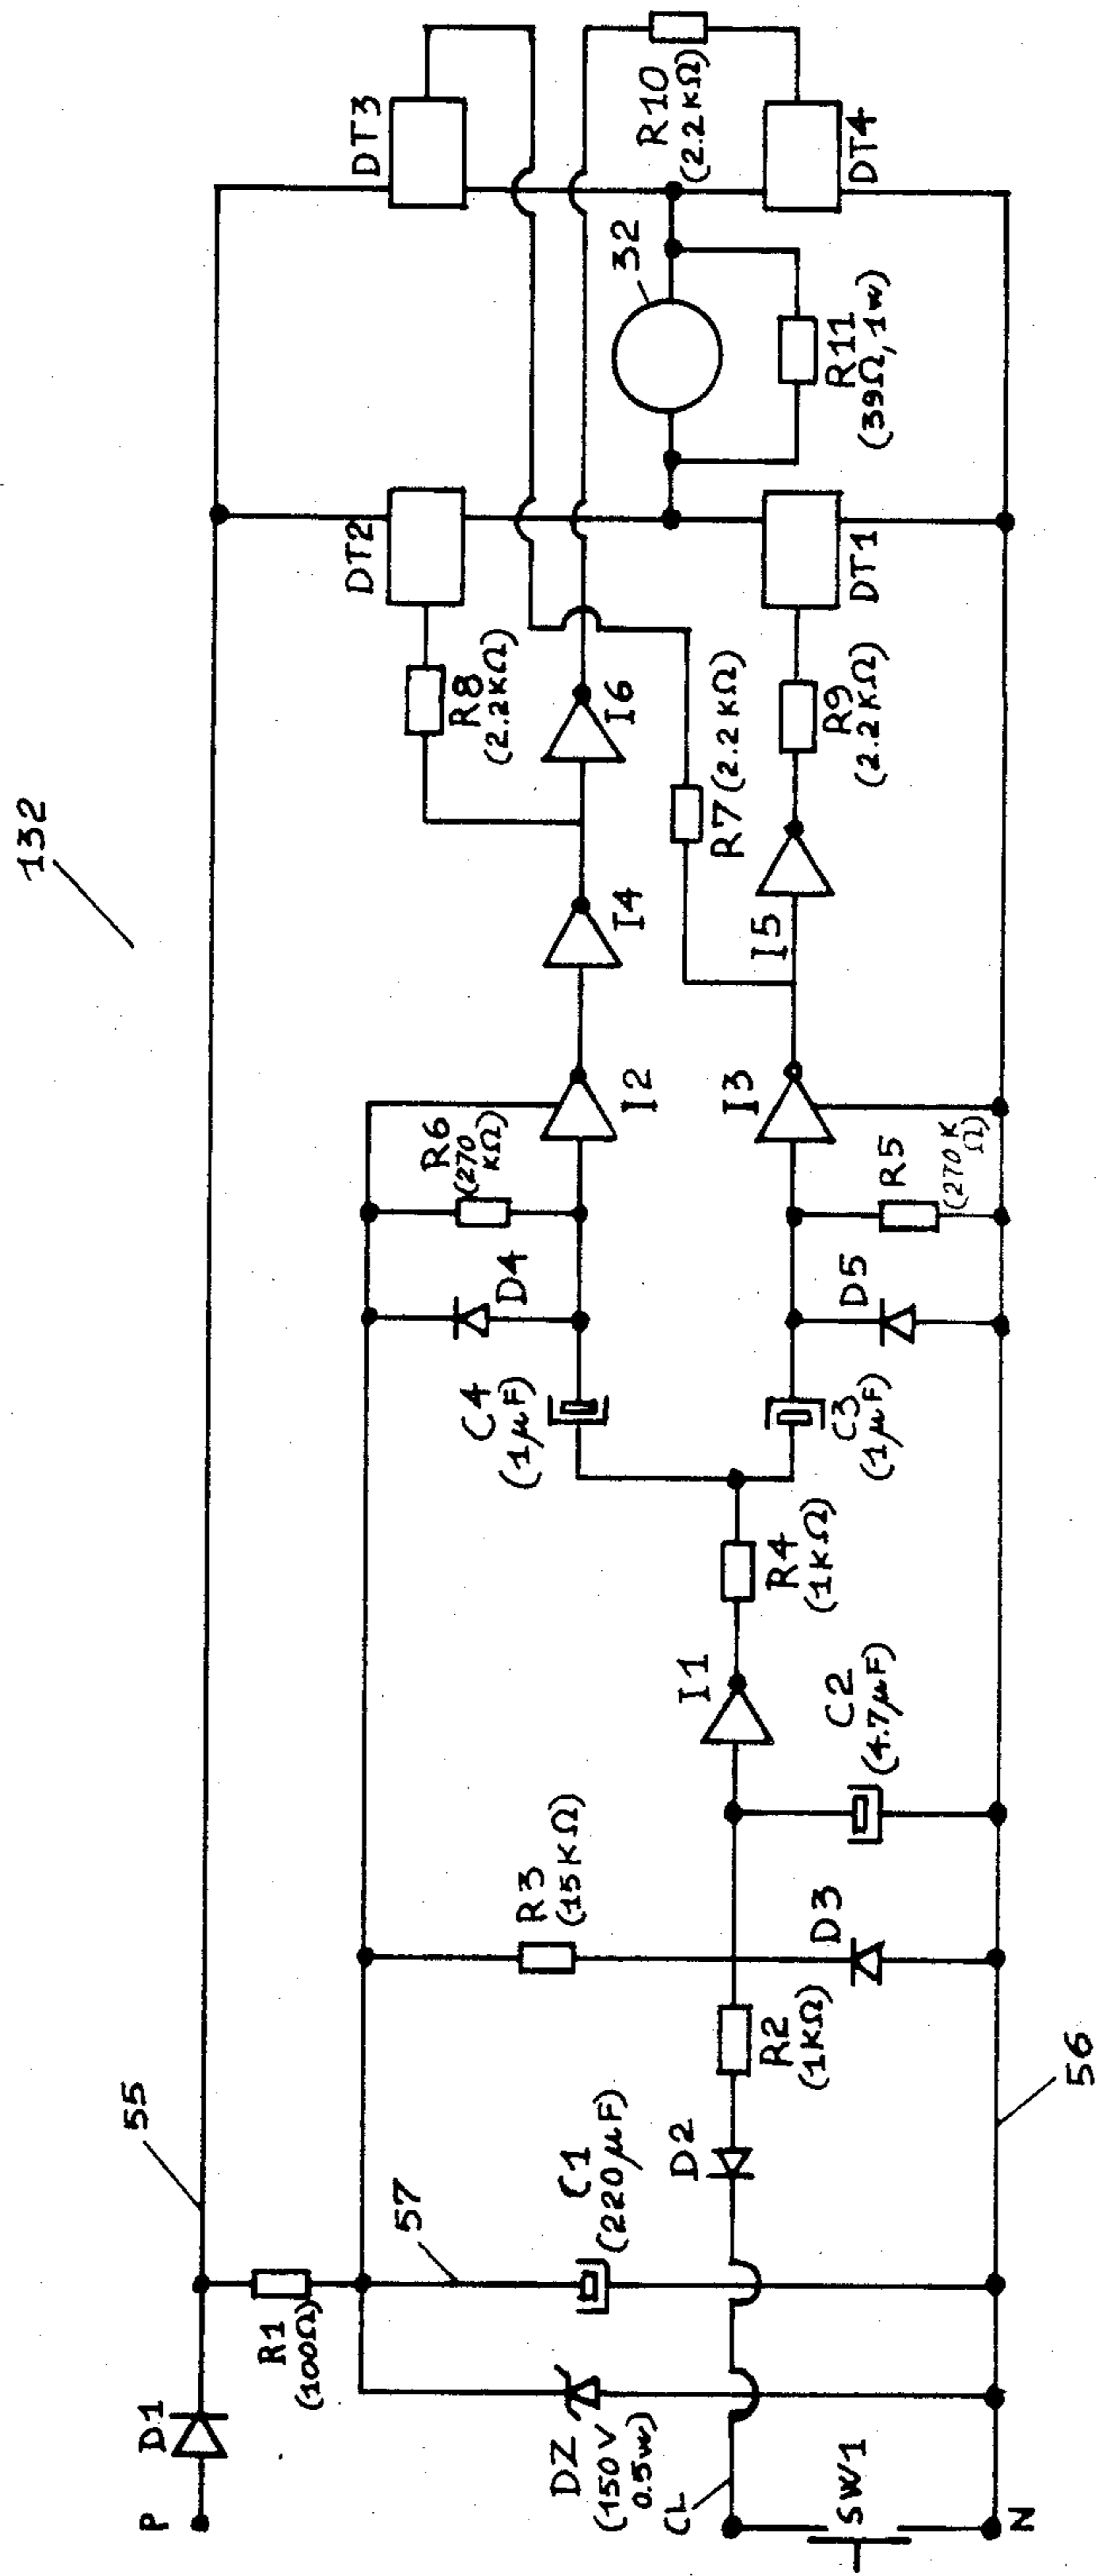 132
P
D1
55
R1
(100Ω)
DZ
(150V
0.5w)
57
C1
(220μF)
CL
SW1
N
D2
R2
(1KΩ)
R3
(15KΩ)
D3
56
C2
(4.7μF)
I1
R4
(1KΩ)
C4
(1μF)
C3
(1μF)
D4
D5
R6
(270
KΩ)
R5
(270K
Ω)
I2
I3
I4
I5
I6
R7(2.2KΩ)
R8
(2.2KΩ)
R9
(2.2KΩ)
DT2
DT1
32
R11
(39Ω,1w)
DT3
R10
(2.2KΩ)
DT4